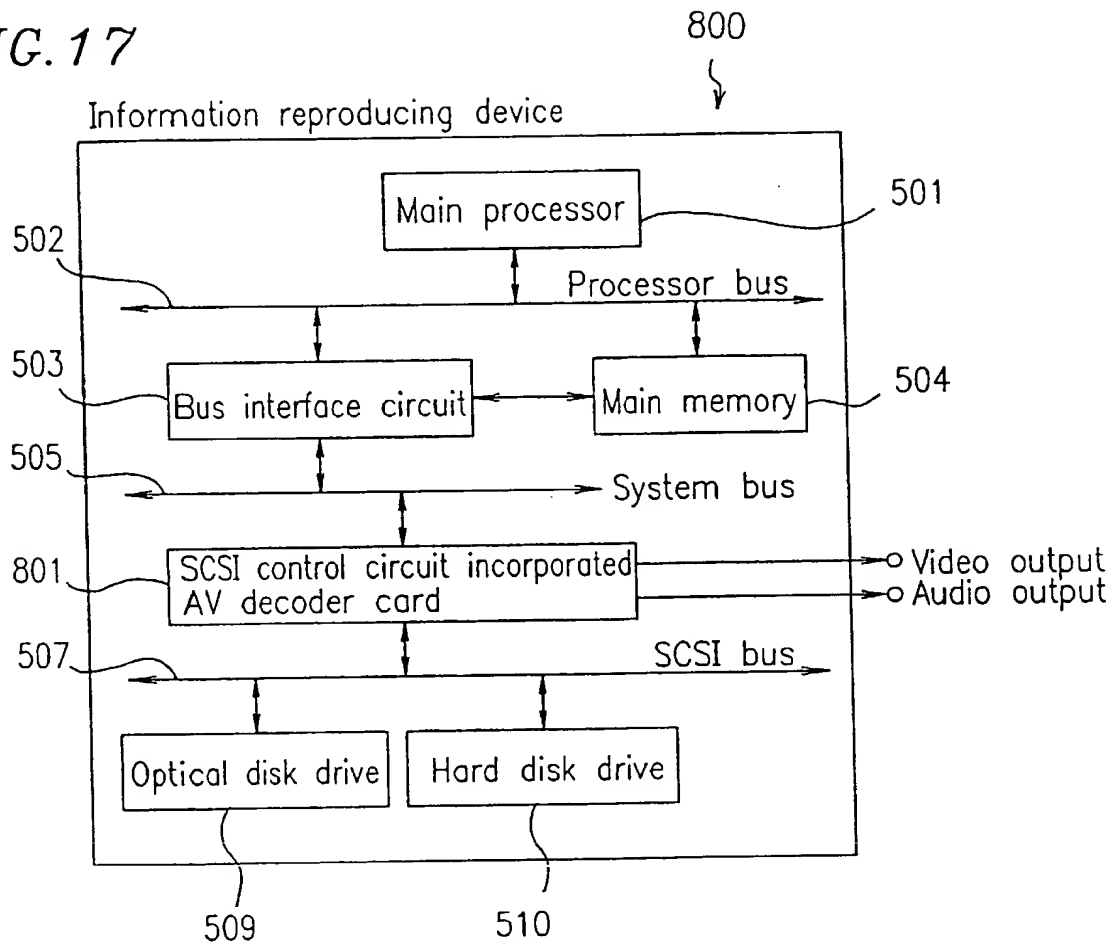 IG. 17
800
Information reproducing device
Main processor
501
502
Processor bus
503
Bus interface circuit
Main memory
504
505
System bus
801
SCSI control circuit incorporated
AV decoder card
Video output
Audio output
507
SCSI bus
Optical disk drive
Hard disk drive
509
510